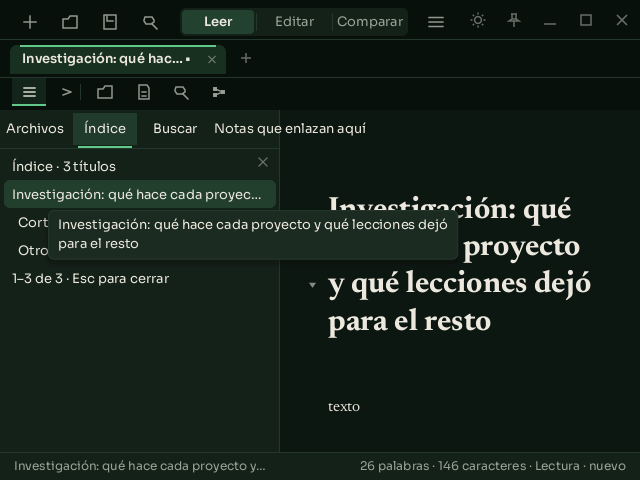 Leer
Editar
Comparar
Investigación: qué hac... •
Archivos
Índice
Buscar
Notas que enlazan aquí
Índice · 3 títulos
Investigación: qué hace cada proyec...
Cort
Otro
Investigación: qué hace cada proyecto y qué lecciones dejó
para el resto
1–3 de 3 · Esc para cerrar
Investigación: qué
proyecto
y qué lecciones dejó
para el resto
texto
Investigación: qué hace cada proyecto y...
26 palabras · 146 caracteres · Lectura · nuevo